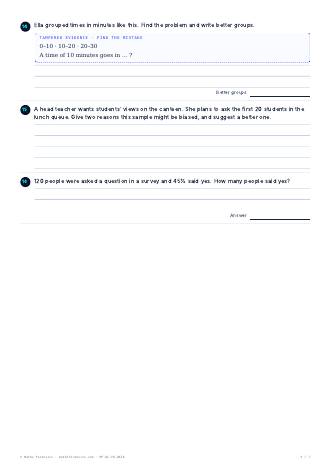 14 Ella grouped times in minutes like this. Find the problem and write better groups.
TAMPERED EVIDENCE · FIND THE MISTAKE
0–10 · 10–20 · 20–30
A time of 10 minutes goes in … ?
Better groups
15 A headteacher wants students' views on the canteen. She plans to ask the first 20 students in the
lunch queue. Give two reasons this sample might be biased, and suggest a better one.
16 120 people were asked a question in a survey and 45% said yes. How many people said yes?
Answer